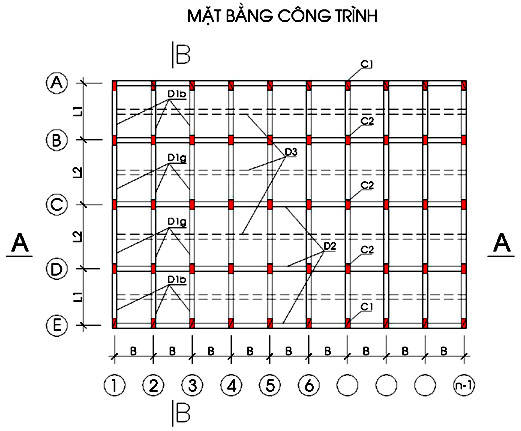 MẶT BẰNG CÔNG TRÌNH
B
A C1
D1b
L1
B C2
D3
D1g
L2
C C2
D1g
A L2 D2 A
C2
D
D1b
L1
C1
E
B B B B B B B B B
1 2 3 4 5 6 n-1
B